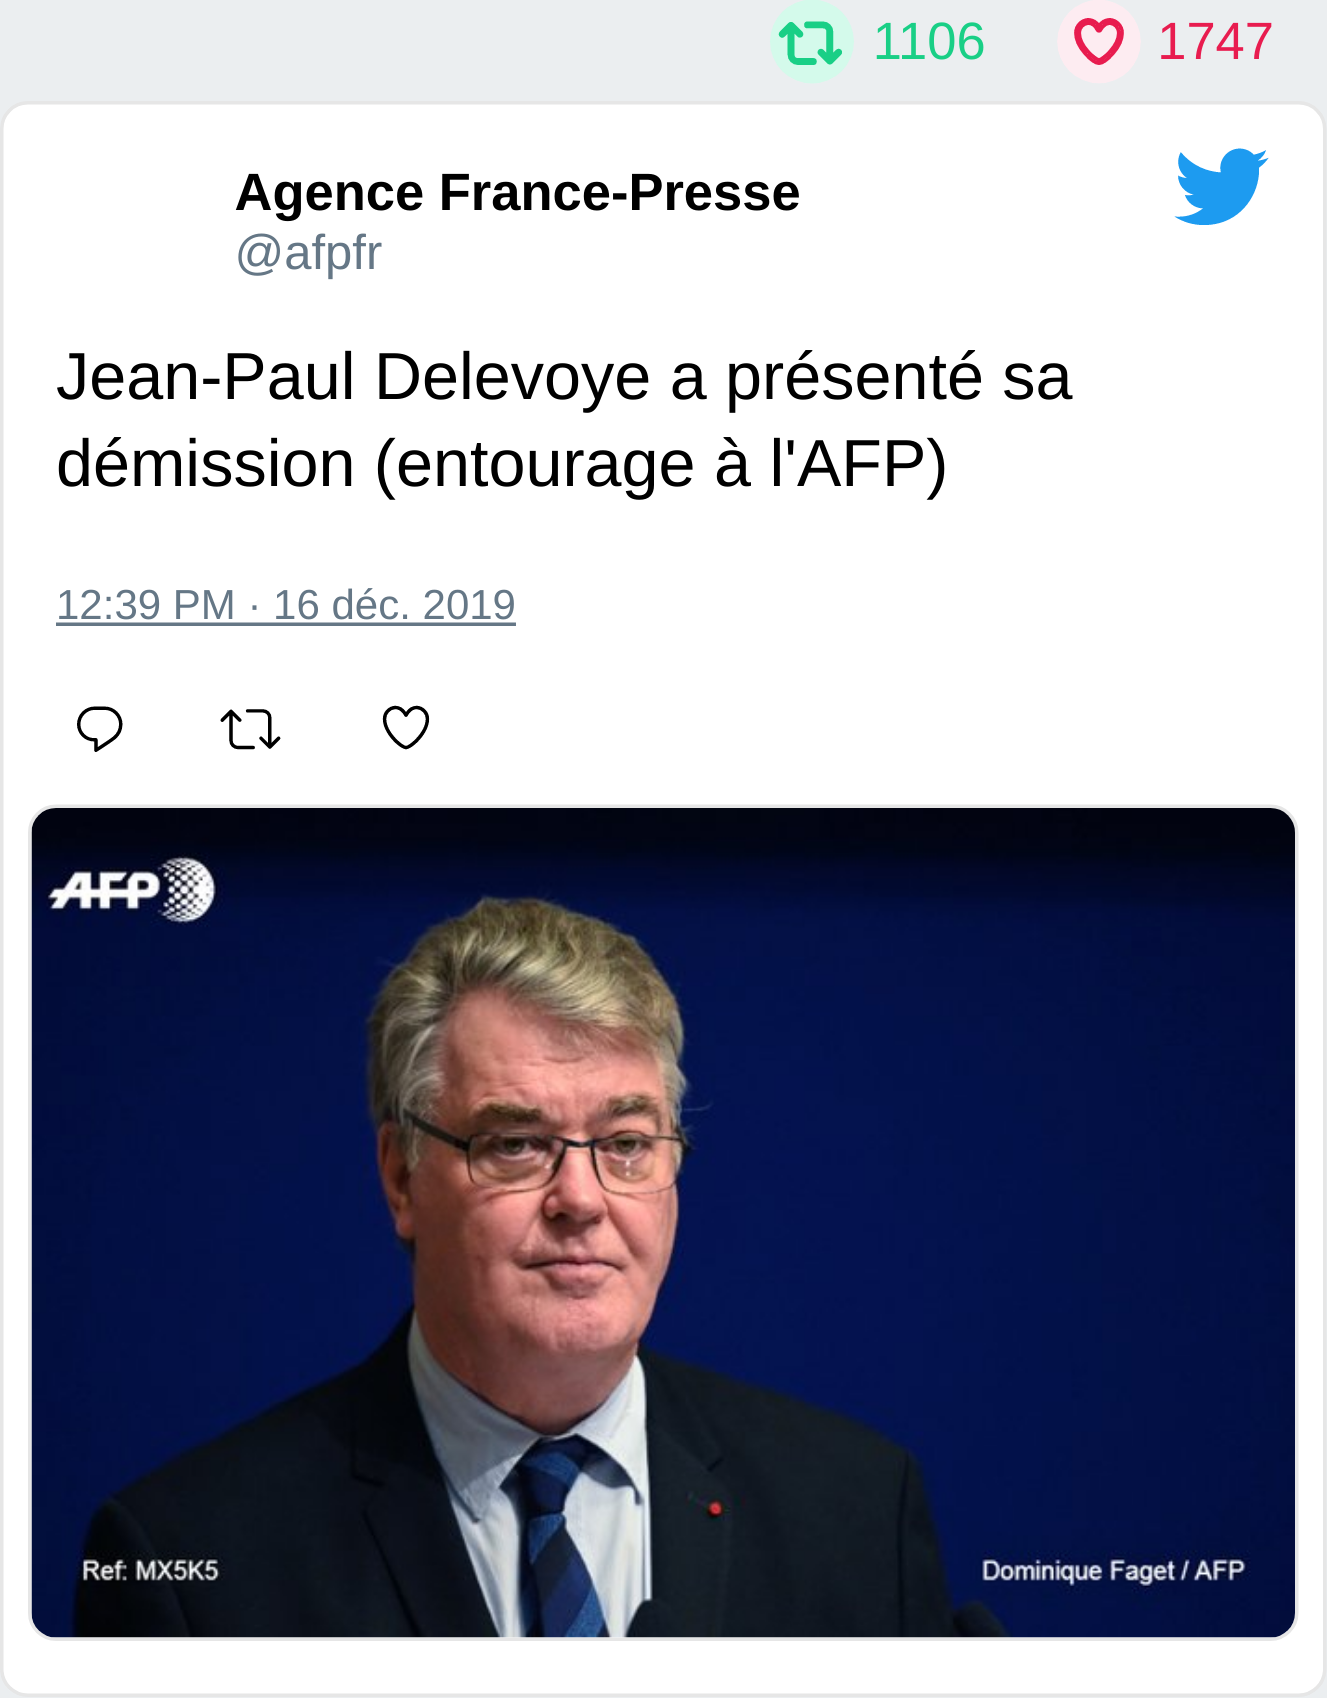 1106 1747
Agence France-Presse
@afpfr
Jean-Paul Delevoye a présenté sa
démission (entourage à l'AFP)
12:39 PM · 16 déc. 2019
AFP
Ref: MX5K5 Dominique Faget / AFP